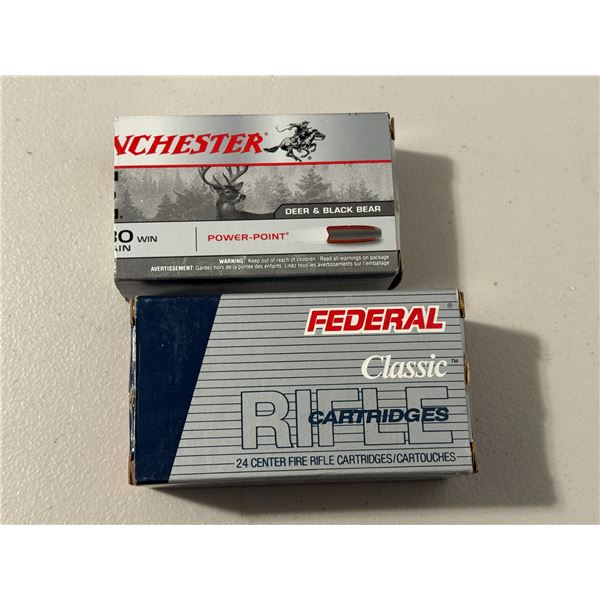 NCHESTER
®
30 WIN
AIN
DEER & BLACK BEAR
POWER-POINT®
WARNING: Keep out of reach of children · Read all warnings on package
AVERTISSEMENT: Gardez hors de la portée des enfants. Lisez tous les avertissements sur l'emballage
FEDERAL®
Classic™
RIFLE
CARTRIDGES
24 CENTER FIRE RIFLE CARTRIDGES/CARTOUCHES